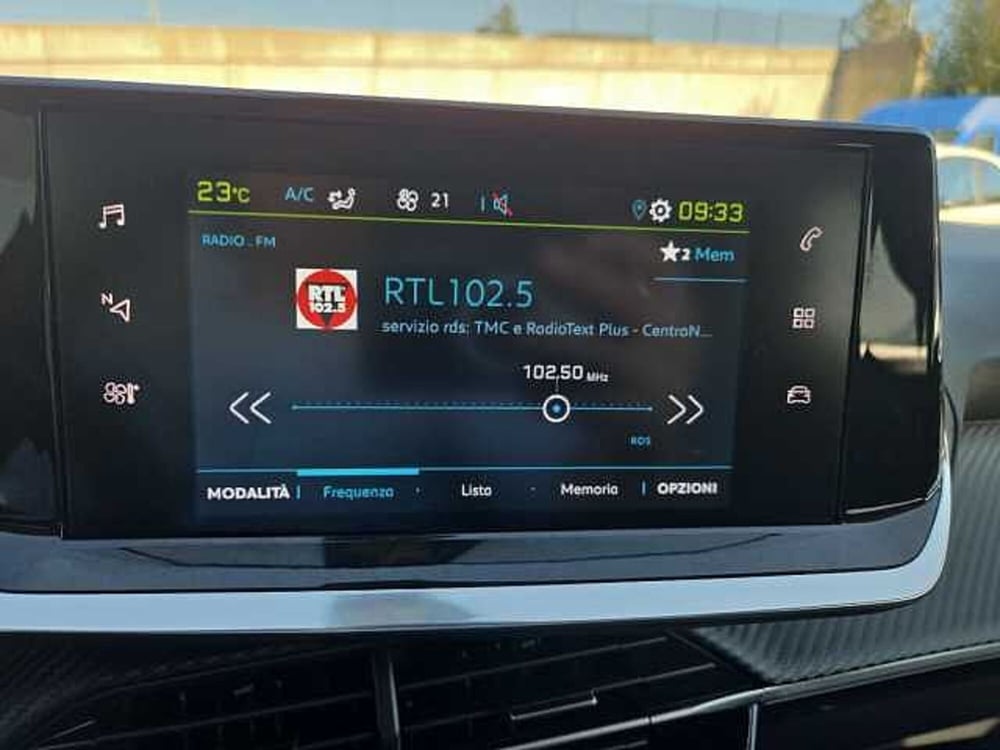 23°C A/C 21 09:33
RADIO . FM
2 Mem
RTL 102.5
RTL102.5
servizio rds: TMC e RadioText Plus - CentroN...
102.50 MHz
RDS
MODALITÀ Frequenza Lista Memoria OPZIONI
N